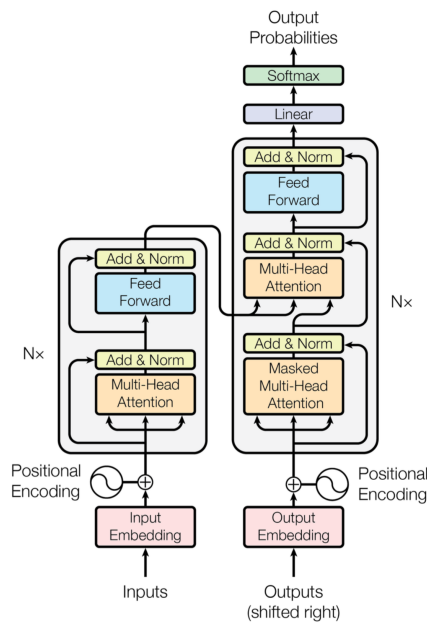 Output
Probabilities
Softmax
Linear
Add & Norm
Feed
Forward
Add & Norm
Multi-Head
Attention
Add & Norm
Masked
Multi-Head
Attention
N×
Positional
Encoding
Output
Embedding
Outputs
(shifted right)
Add & Norm
Feed
Forward
N×
Add & Norm
Multi-Head
Attention
Positional
Encoding
Input
Embedding
Inputs